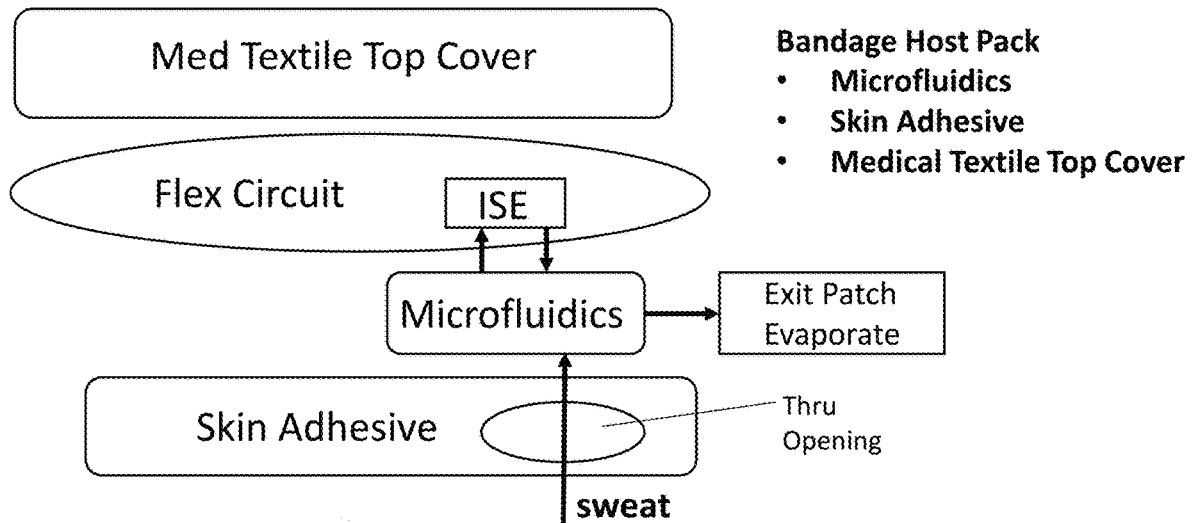 Med Textile Top Cover
Bandage Host Pack
• Microfluidics
• Skin Adhesive
• Medical Textile Top Cover
Flex Circuit
ISE
Microfluidics
Exit Patch
Evaporate
Skin Adhesive
Thru
Opening
sweat